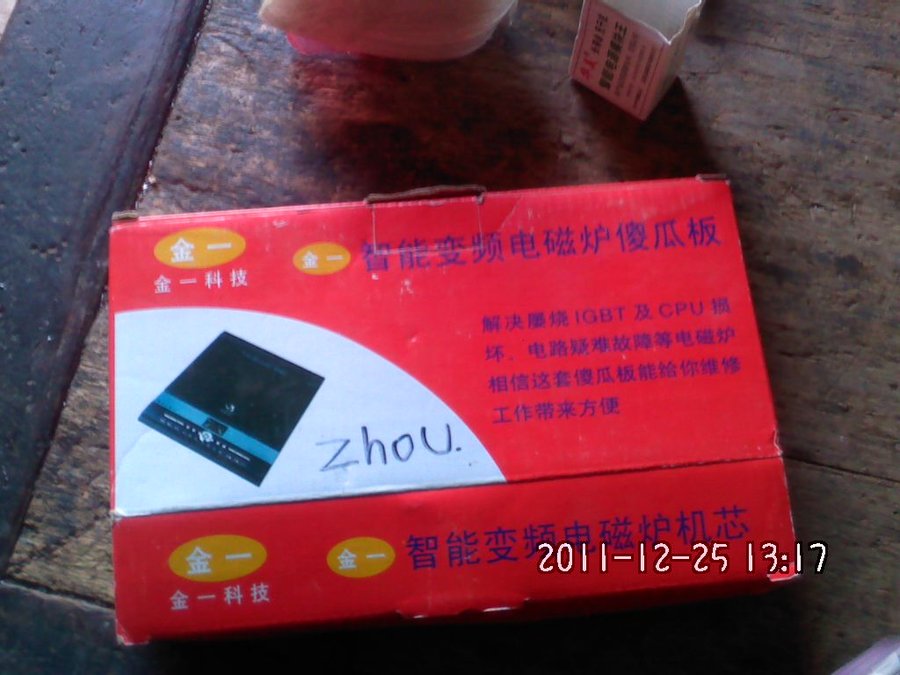 金一
金一科技
金一 智能变频电磁炉傻瓜板
解决屡烧IGBT及CPU损
坏、电路疑难故障等电磁炉
相信这套傻瓜板能给你维修
工作带来方便
zhou.
金一
金一科技
金一 智能变频电磁炉机芯
2011-12-25 13:17